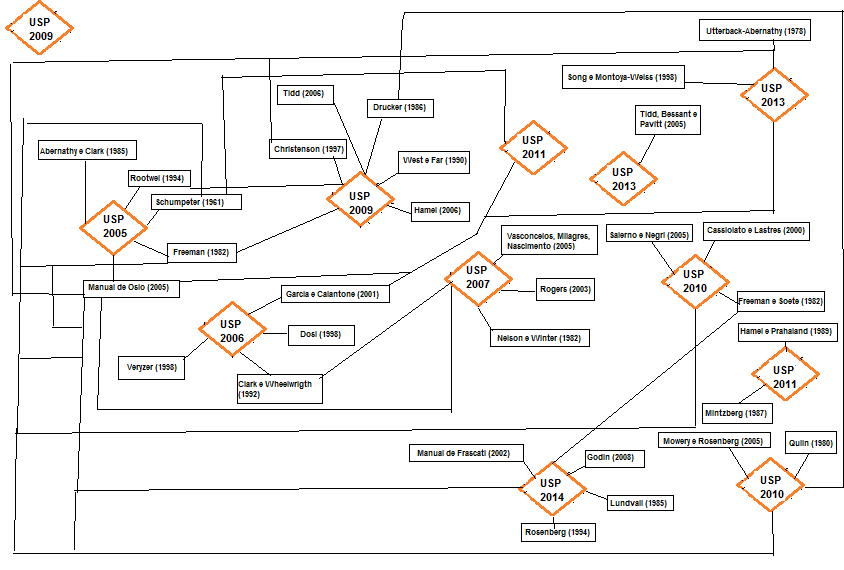 USP
2009
Utterback-Abernathy (1978)
Song e Montoya-Weiss (1998)
USP
2013
Tidd (2006)
Drucker (1986)
Tidd, Bessant e
Pavitt (2005)
Abernathy e Clark (1985)
Christenson (1997)
West e Far (1990)
USP
2011
Rootwel (1994)
USP
2013
Schumpeter (1961)
USP
2009
Hamel (2006)
USP
2005
Freeman (1982)
Vasconcelos, Milagres,
Nascimento (2005)
Salerno e Negri (2005)
Cassiolato e Lastres (2000)
Manual de Oslo (2005)
Garcia e Calantone (2001)
USP
2007
Rogers (2003)
USP
2010
Freeman e Soete (1982)
USP
2006
Dosi (1998)
Nelson e Winter (1982)
Hamel e Prahaland (1989)
Veryzer (1998)
Clark e Wheelwrigth
(1992)
USP
2011
Mintzberg (1987)
Manual de Frascati (2002)
Godin (2008)
Mowery e Rosenberg (2005)
Quiin (1980)
USP
2014
Lundvall (1985)
USP
2010
Rosenberg (1994)